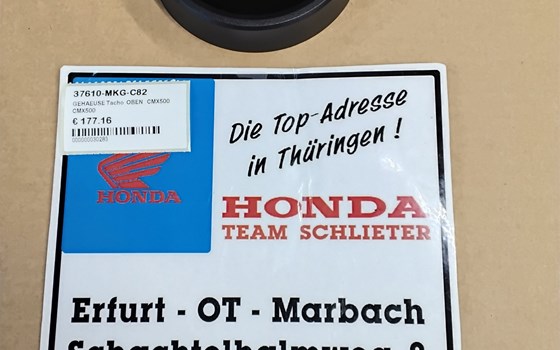 37610-MKG-C82
GEHAEUSE Tacho OBEN CMX500
CMX500
€ 177.16
000000030285
Die Top-Adresse
in Thüringen !
HONDA
HONDA
TEAM SCHLIETER
Erfurt - OT - Marbach